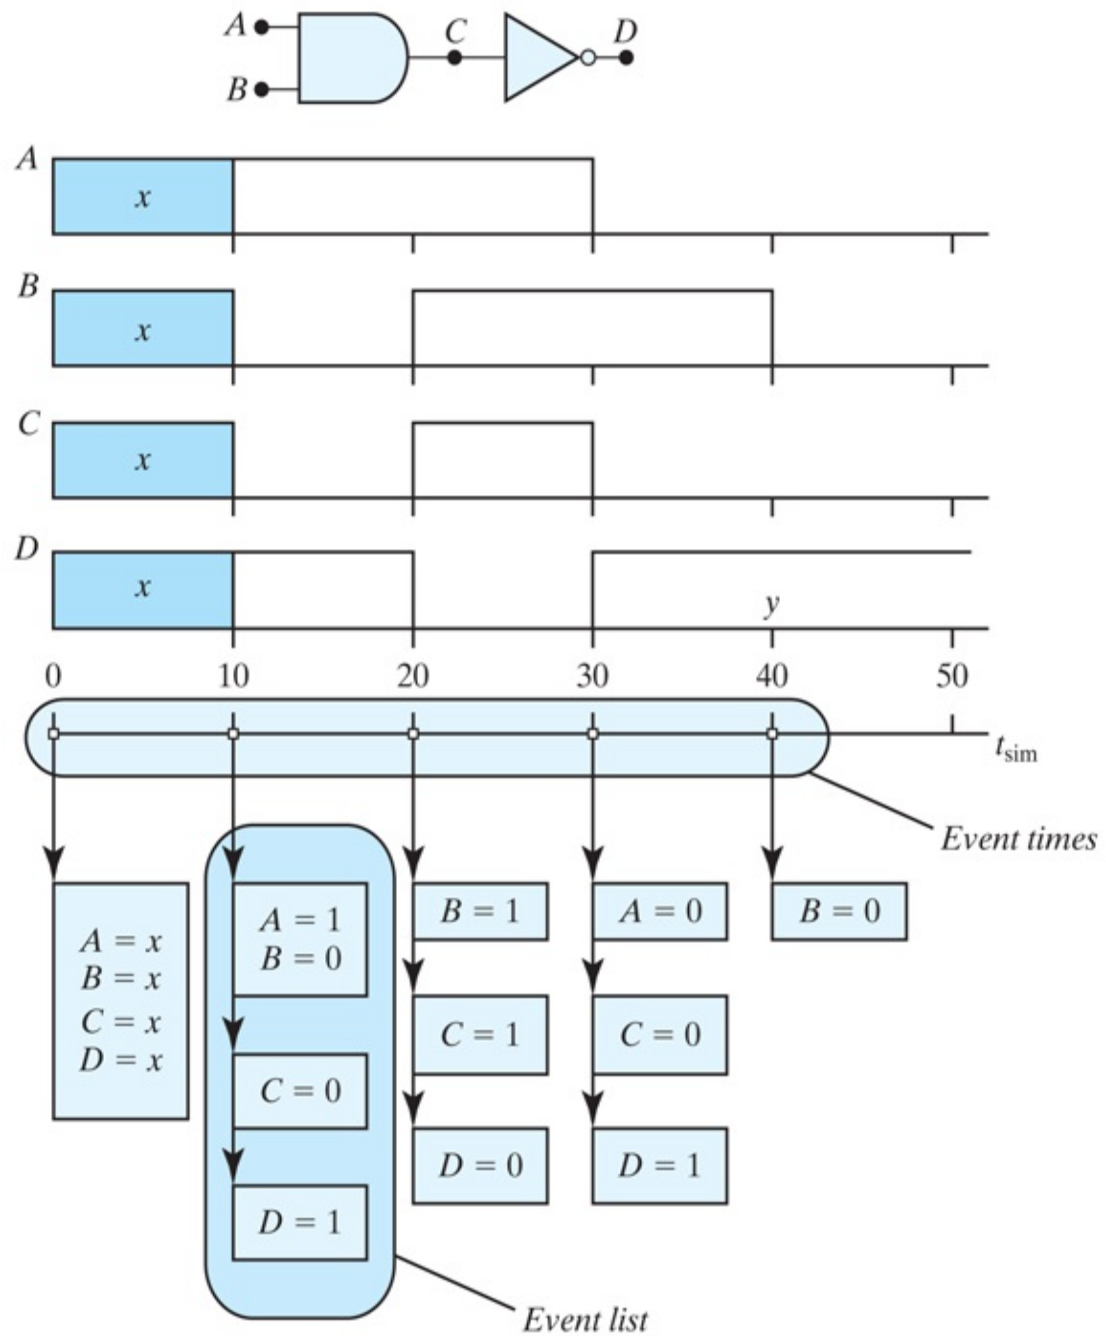 A
C
D
B
A
x
B
x
C
x
D
x
y
0 10 20 30 40 50
t_sim
Event times
A = x
B = x
C = x
D = x
A = 1
B = 0
C = 0
D = 1
B = 1
C = 1
D = 0
A = 0
C = 0
D = 1
B = 0
Event list